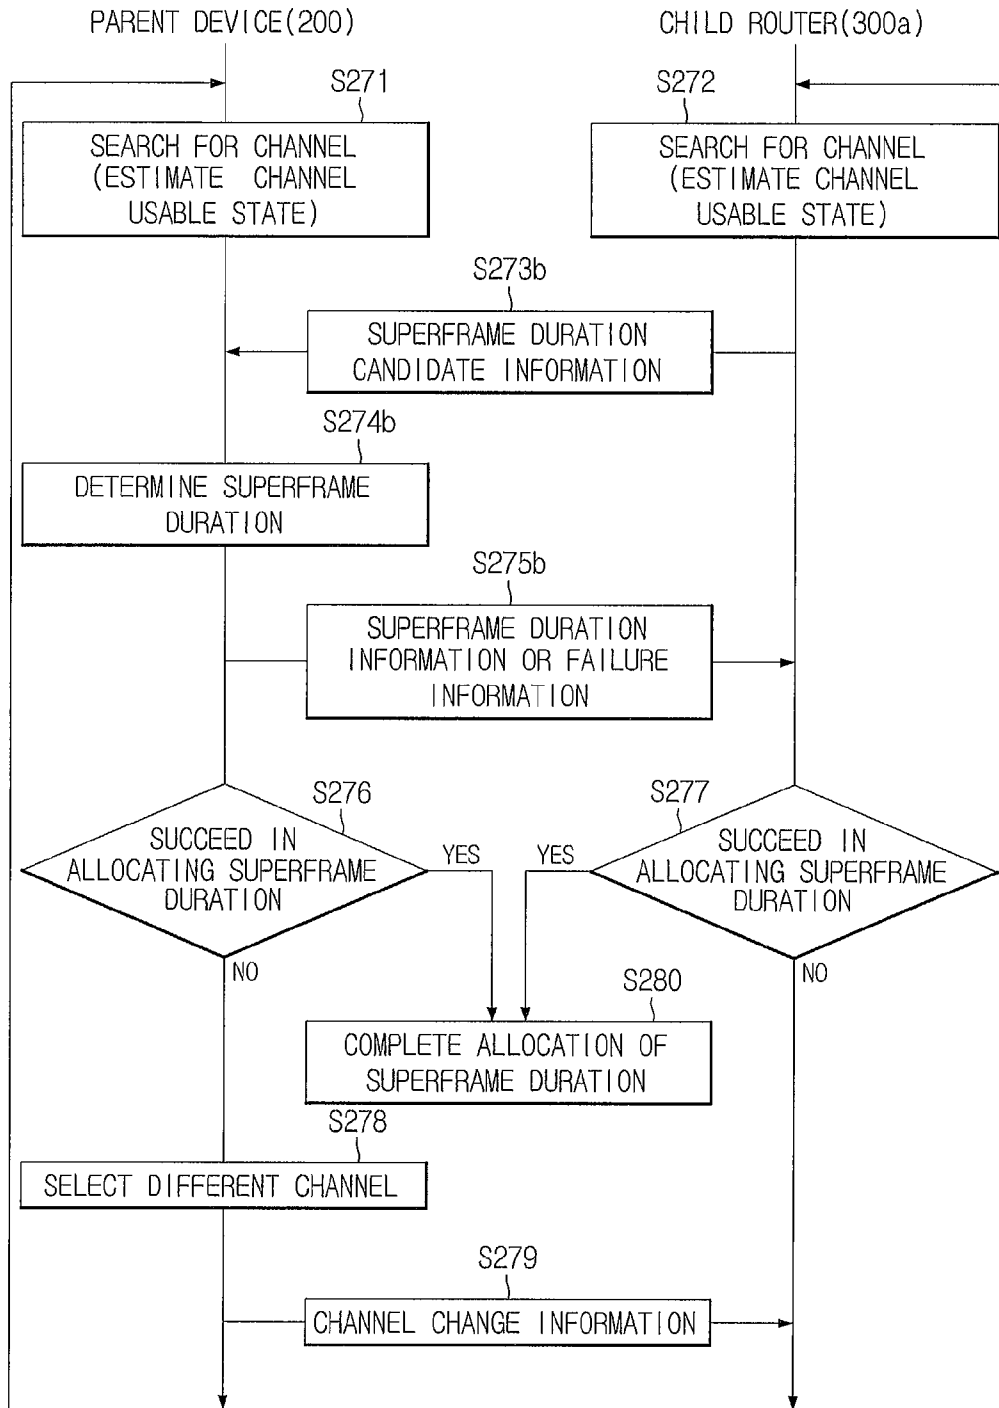 PARENT DEVICE(200)
CHILD ROUTER(300a)
S271
S272
SEARCH FOR CHANNEL
(ESTIMATE CHANNEL
USABLE STATE)
SEARCH FOR CHANNEL
(ESTIMATE CHANNEL
USABLE STATE)
S273b
SUPERFRAME DURATION
CANDIDATE INFORMATION
S274b
DETERMINE SUPERFRAME
DURATION
S275b
SUPERFRAME DURATION
INFORMATION OR FAILURE
INFORMATION
S276
S277
SUCCEED IN
ALLOCATING SUPERFRAME
DURATION
YES
YES
SUCCEED IN
ALLOCATING SUPERFRAME
DURATION
NO
NO
S280
COMPLETE ALLOCATION OF
SUPERFRAME DURATION
S278
SELECT DIFFERENT CHANNEL
S279
CHANNEL CHANGE INFORMATION